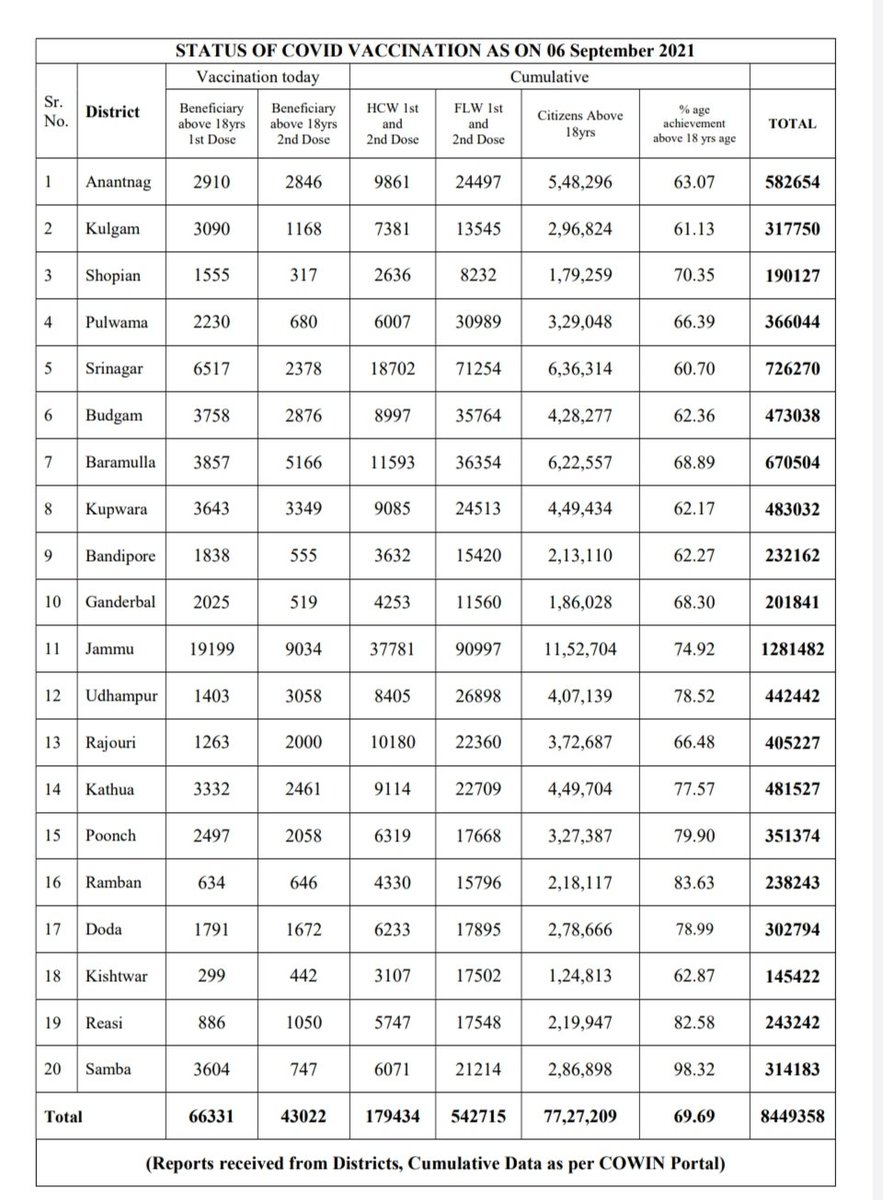 STATUS OF COVID VACCINATION AS ON 06 September 2021
Vaccination today Cumulative
Sr. No. District Beneficiary above 18yrs 1st Dose Beneficiary above 18yrs 2nd Dose HCW 1st and 2nd Dose FLW 1st and 2nd Dose Citizens Above 18yrs % age achievement above 18 yrs age TOTAL
1 Anantnag 2910 2846 9861 24497 5,48,296 63.07 582654
2 Kulgam 3090 1168 7381 13545 2,96,824 61.13 317750
3 Shopian 1555 317 2636 8232 1,79,259 70.35 190127
4 Pulwama 2230 680 6007 30989 3,29,048 66.39 366044
5 Srinagar 6517 2378 18702 71254 6,36,314 60.70 726270
6 Budgam 3758 2876 8997 35764 4,28,277 62.36 473038
7 Baramulla 3857 5166 11593 36354 6,22,557 68.89 670504
8 Kupwara 3643 3349 9085 24513 4,49,434 62.17 483032
9 Bandipore 1838 555 3632 15420 2,13,110 62.27 232162
10 Ganderbal 2025 519 4253 11560 1,86,028 68.30 201841
11 Jammu 19199 9034 37781 90997 11,52,704 74.92 1281482
12 Udhampur 1403 3058 8405 26898 4,07,139 78.52 442442
13 Rajouri 1263 2000 10180 22360 3,72,687 66.48 405227
14 Kathua 3332 2461 9114 22709 4,49,704 77.57 481527
15 Poonch 2497 2058 6319 17668 3,27,387 79.90 351374
16 Ramban 634 646 4330 15796 2,18,117 83.63 238243
17 Doda 1791 1672 6233 17895 2,78,666 78.99 302794
18 Kishtwar 299 442 3107 17502 1,24,813 62.87 145422
19 Reasi 886 1050 5747 17548 2,19,947 82.58 243242
20 Samba 3604 747 6071 21214 2,86,898 98.32 314183
Total 66331 43022 179434 542715 77,27,209 69.69 8449358
(Reports received from Districts, Cumulative Data as per COWIN Portal)